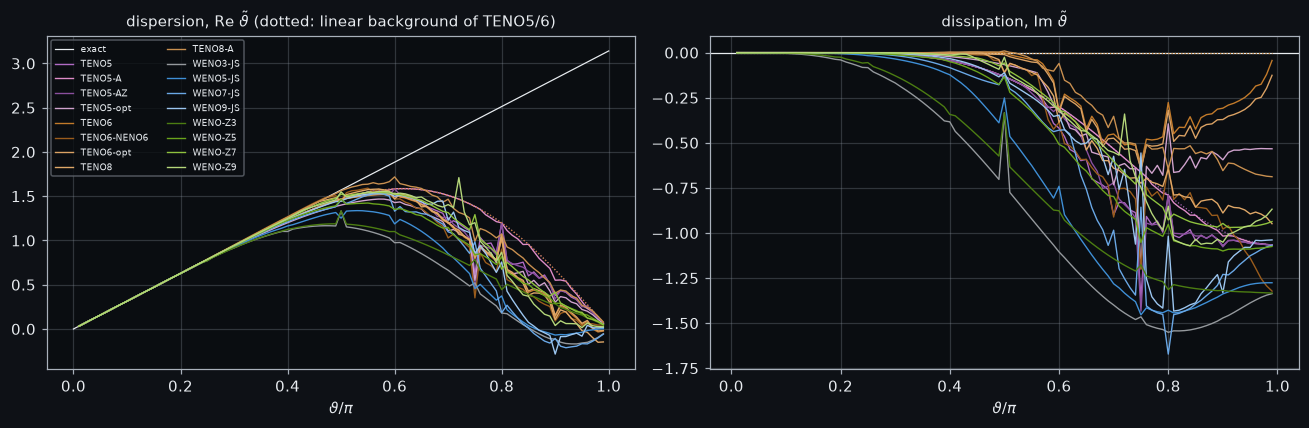 dispersion, Re ϑ̃ (dotted: linear background of TENO5/6)
exact
TENO5
TENO5-A
TENO5-AZ
TENO5-opt
TENO6
TENO6-NENO6
TENO6-opt
TENO8
TENO8-A
WENO3-JS
WENO5-JS
WENO7-JS
WENO9-JS
WENO-Z3
WENO-Z5
WENO-Z7
WENO-Z9
3.0
2.5
2.0
1.5
1.0
0.5
0.0
0.0 0.2 0.4 0.6 0.8 1.0
ϑ/π
dissipation, Im ϑ̃
0.00
−0.25
−0.50
−0.75
−1.00
−1.25
−1.50
−1.75
0.0 0.2 0.4 0.6 0.8 1.0
ϑ/π